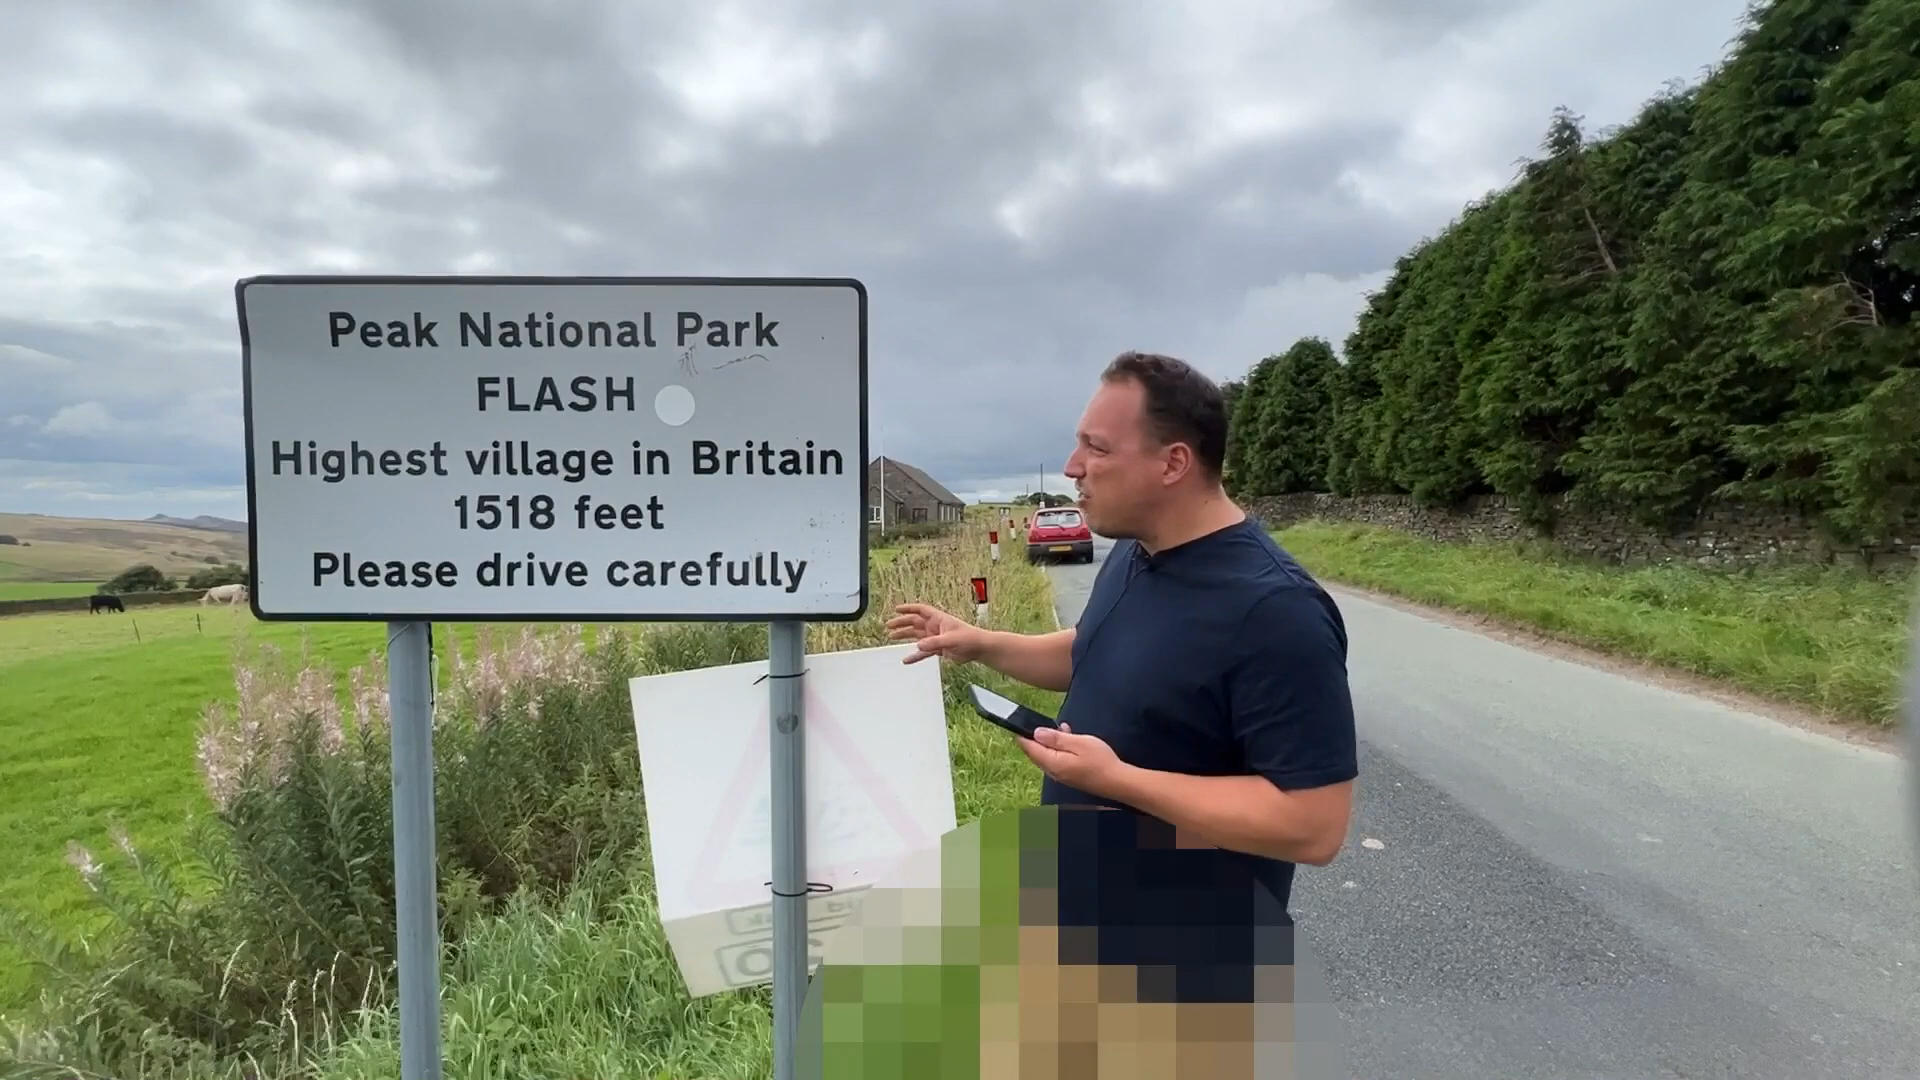 Peak National Park
FLASH
Highest village in Britain
1518 feet
Please drive carefully